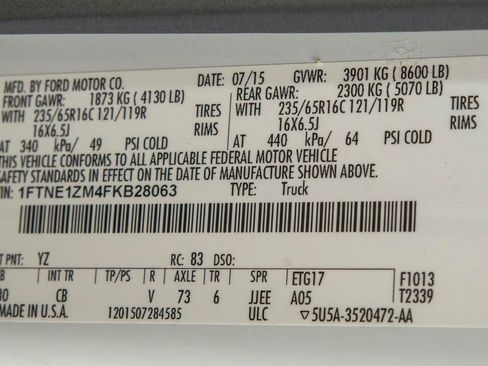 MFD. BY FORD MOTOR CO. DATE: 07/15 GVWR: 3901 KG ( 8600 LB)
FRONT GAWR: 1873 KG ( 4130 LB) REAR GAWR: 2300 KG ( 5070 LB)
WITH 235/65R16C 121/119R TIRES WITH 235/65R16C 121/119R TIRES
16X6.5J RIMS 16X6.5J RIMS
AT 340 kPa/ 49 PSI COLD AT 440 kPa/ 64 PSI COLD
THIS VEHICLE CONFORMS TO ALL APPLICABLE FEDERAL MOTOR VEHICLE
STANDARDS IN EFFECT ON THE DATE OF MANUFACTURE SHOWN ABOVE.
1FTNE1ZM4FKB28063 TYPE: Truck
T PNT: YZ RC: 83 DSO:
B INT TR TP/PS R AXLE TR SPR ETG17 F1013
30 CB V 73 6 JJEE A05 T2339
MADE IN U.S.A. 1201507284585 ULC ▽5U5A-3520472-AA